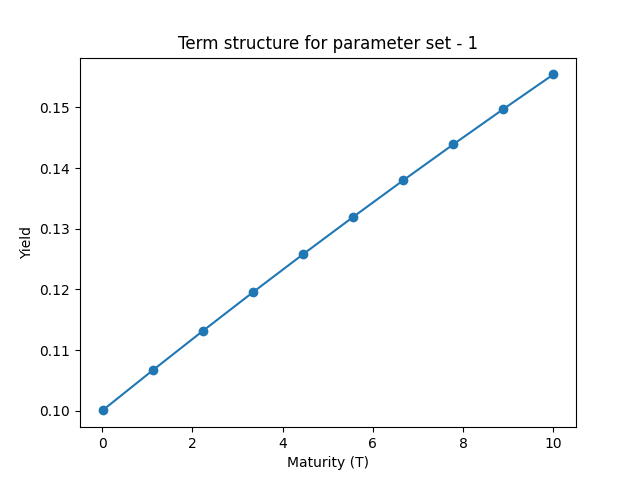 Term structure for parameter set - 1
0.15
0.14
0.13
0.12
0.11
0.10
Yield
0 2 4 6 8 10
Maturity (T)